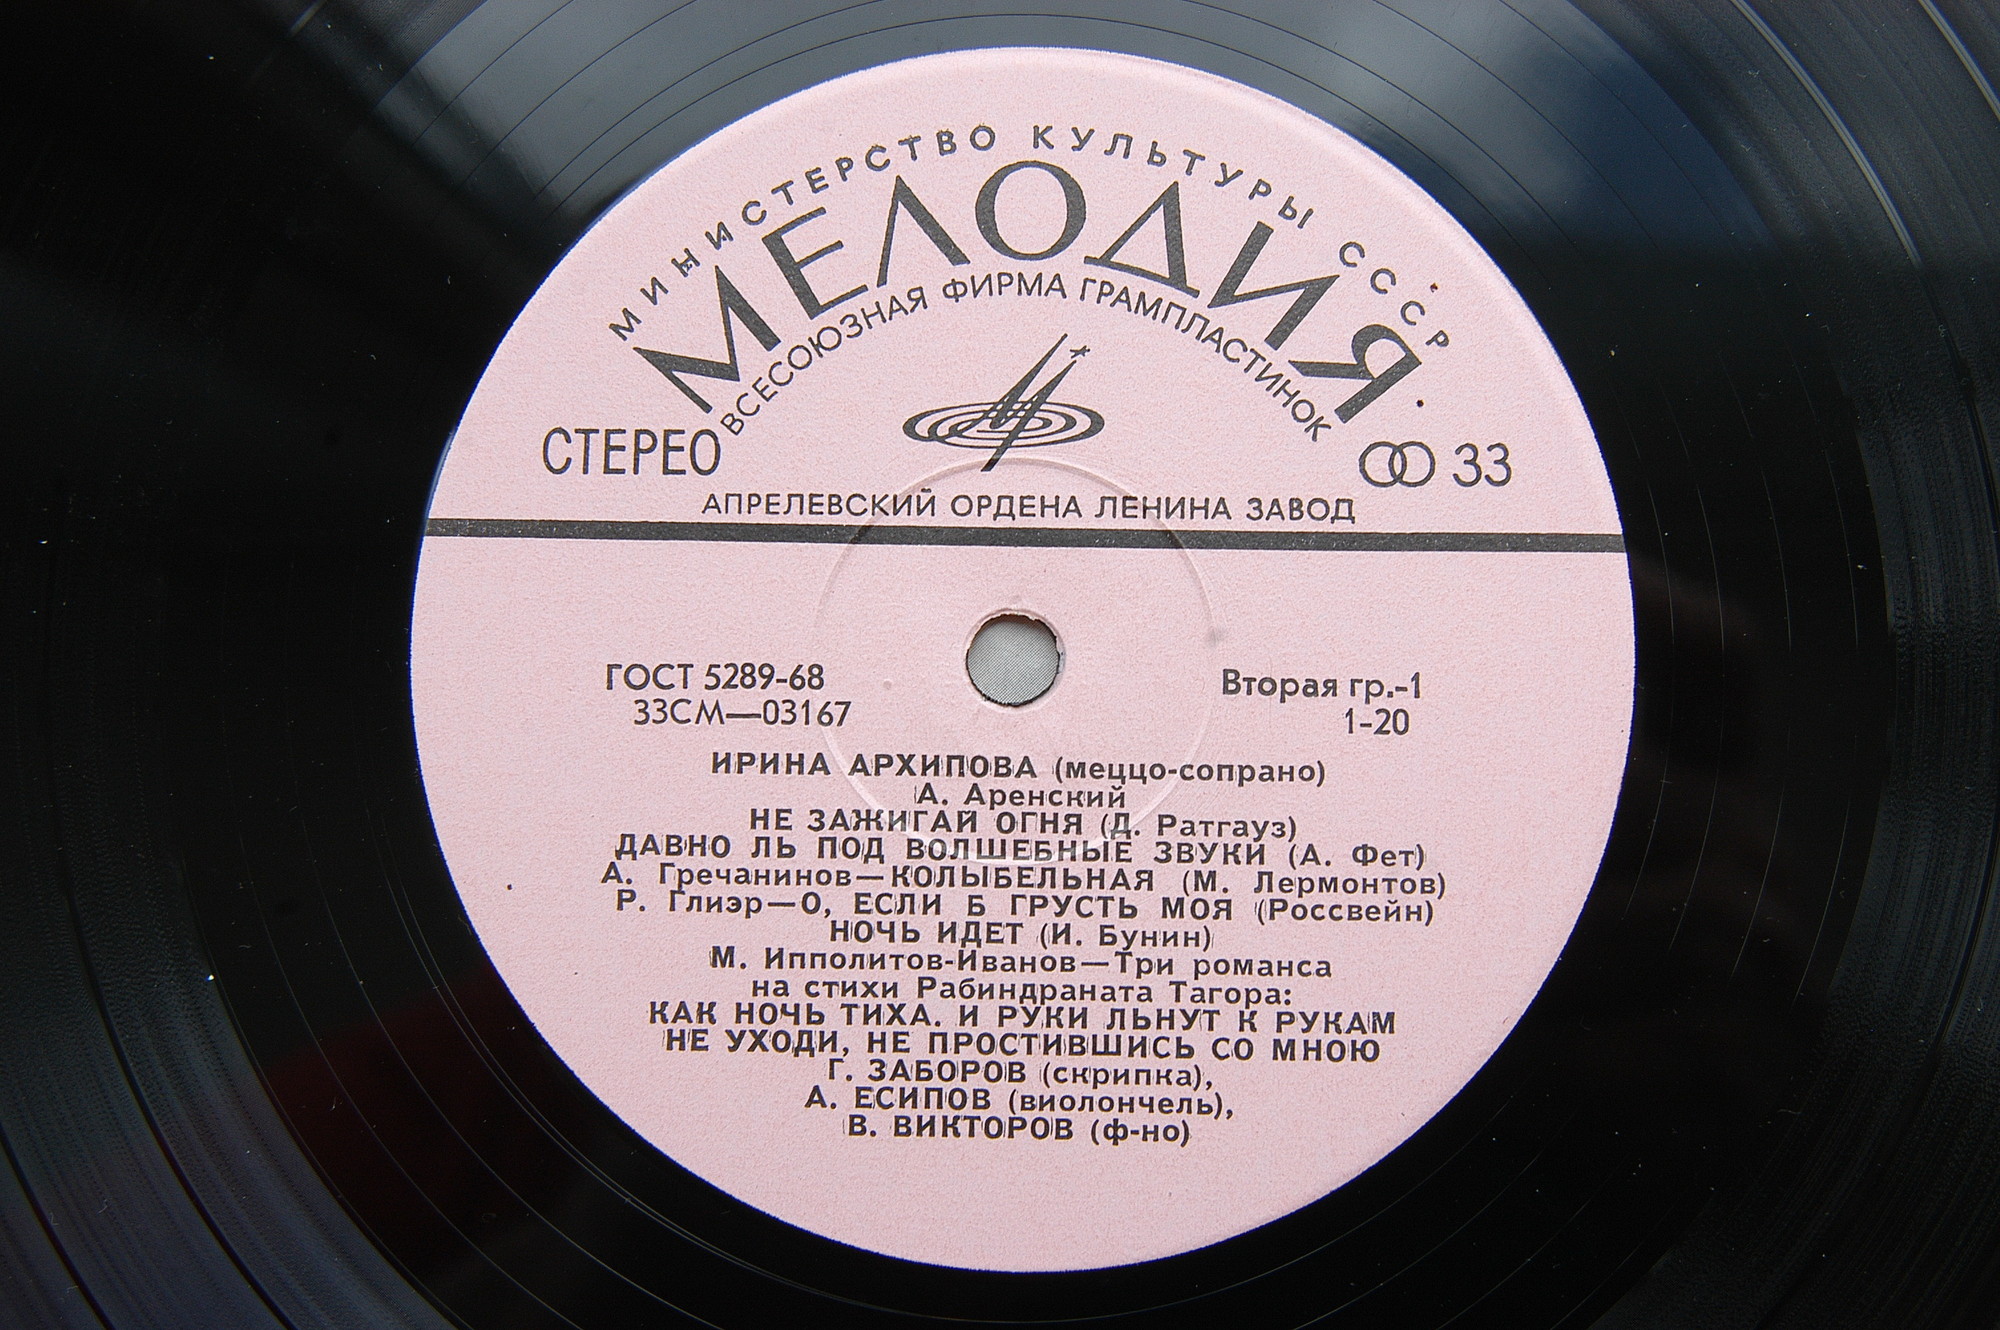 МИНИСТЕРСТВО КУЛЬТУРЫ СССР
МЕЛОДИЯ
ВСЕСОЮЗНАЯ ФИРМА ГРАМПЛАСТИНОК
СТЕРЕО
33
АПРЕЛЕВСКИЙ ОРДЕНА ЛЕНИНА ЗАВОД
ГОСТ 5289-68
33СМ—03167
Вторая гр.-1
1-20
ИРИНА АРХИПОВА (меццо-сопрано)
А. Аренский
НЕ ЗАЖИГАЙ ОГНЯ (Д. Ратгауз)
ДАВНО ЛЬ ПОД ВОЛШЕБНЫЕ ЗВУКИ (А. Фет)
А. Гречанинов—КОЛЫБЕЛЬНАЯ (М. Лермонтов)
Р. Глиэр—О, ЕСЛИ Б ГРУСТЬ МОЯ (Россвейн)
НОЧЬ ИДЕТ (И. Бунин)
М. Ипполитов-Иванов—Три романса
на стихи Рабиндраната Тагора:
КАК НОЧЬ ТИХА. И РУКИ ЛЬНУТ К РУКАМ
НЕ УХОДИ, НЕ ПРОСТИВШИСЬ СО МНОЮ
Г. ЗАБОРОВ (скрипка),
А. ЕСИПОВ (виолончель),
В. ВИКТОРОВ (ф-но)